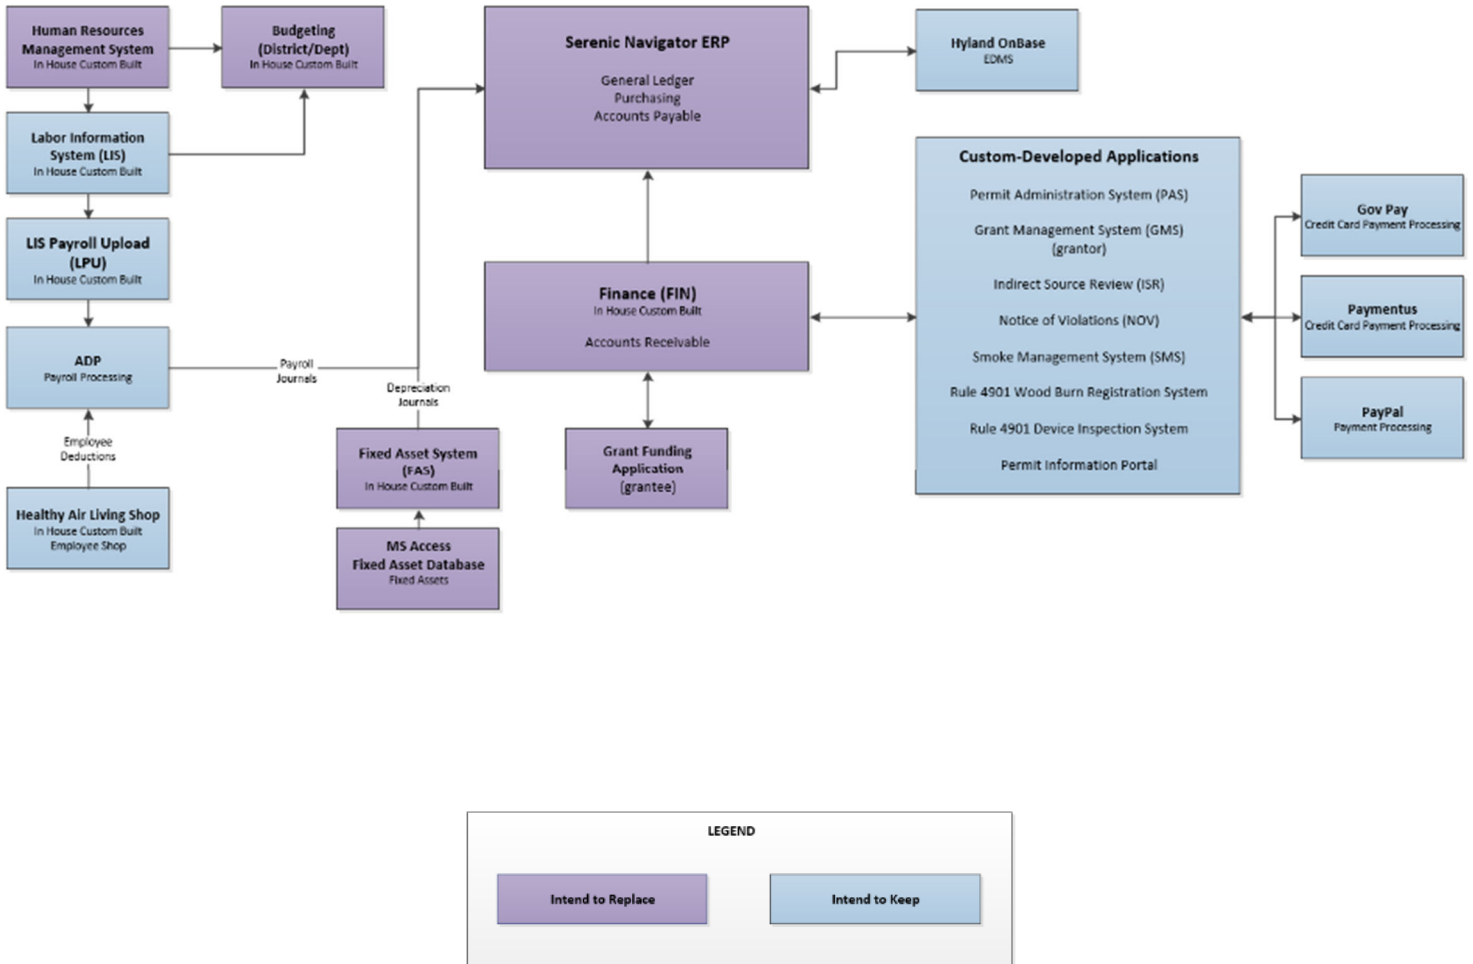 Human Resources
Management System
In House Custom Built
Budgeting
(District/Dept)
In House Custom Built
Serenic Navigator ERP
General Ledger
Purchasing
Accounts Payable
Hyland OnBase
EDMS
Labor Information
System (LIS)
In House Custom Built
LIS Payroll Upload
(LPU)
In House Custom Built
ADP
Payroll Processing
Payroll
Journals
Employee
Deductions
Healthy Air Living Shop
In House Custom Built
Employee Shop
Depreciation
Journals
Fixed Asset System
(FAS)
In House Custom Built
MS Access
Fixed Asset Database
Fixed Assets
Finance (FIN)
In House Custom Built
Accounts Receivable
Grant Funding
Application
(grantee)
Custom-Developed Applications
Permit Administration System (PAS)
Grant Management System (GMS)
(grantor)
Indirect Source Review (ISR)
Notice of Violations (NOV)
Smoke Management System (SMS)
Rule 4901 Wood Burn Registration System
Rule 4901 Device Inspection System
Permit Information Portal
Gov Pay
Credit Card Payment Processing
Paymentus
Credit Card Payment Processing
PayPal
Payment Processing
LEGEND
Intend to Replace
Intend to Keep